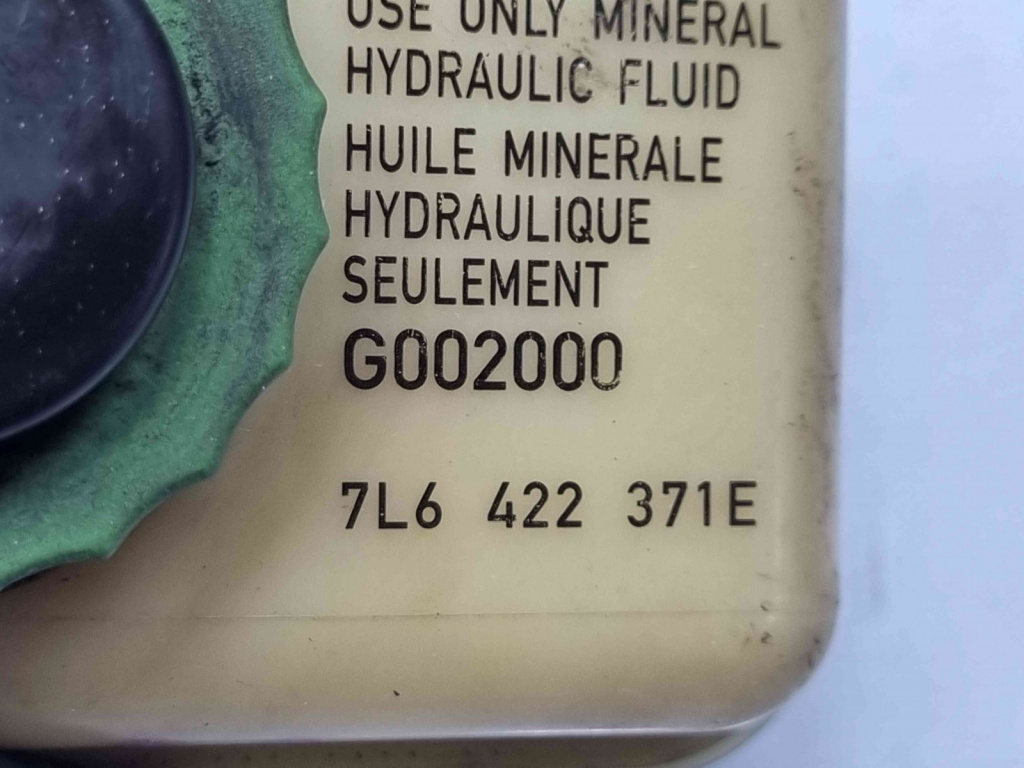 USE ONLY MINERAL
HYDRAULIC FLUID
HUILE MINERALE
HYDRAULIQUE
SEULEMENT
G002000
7L6 422 371E